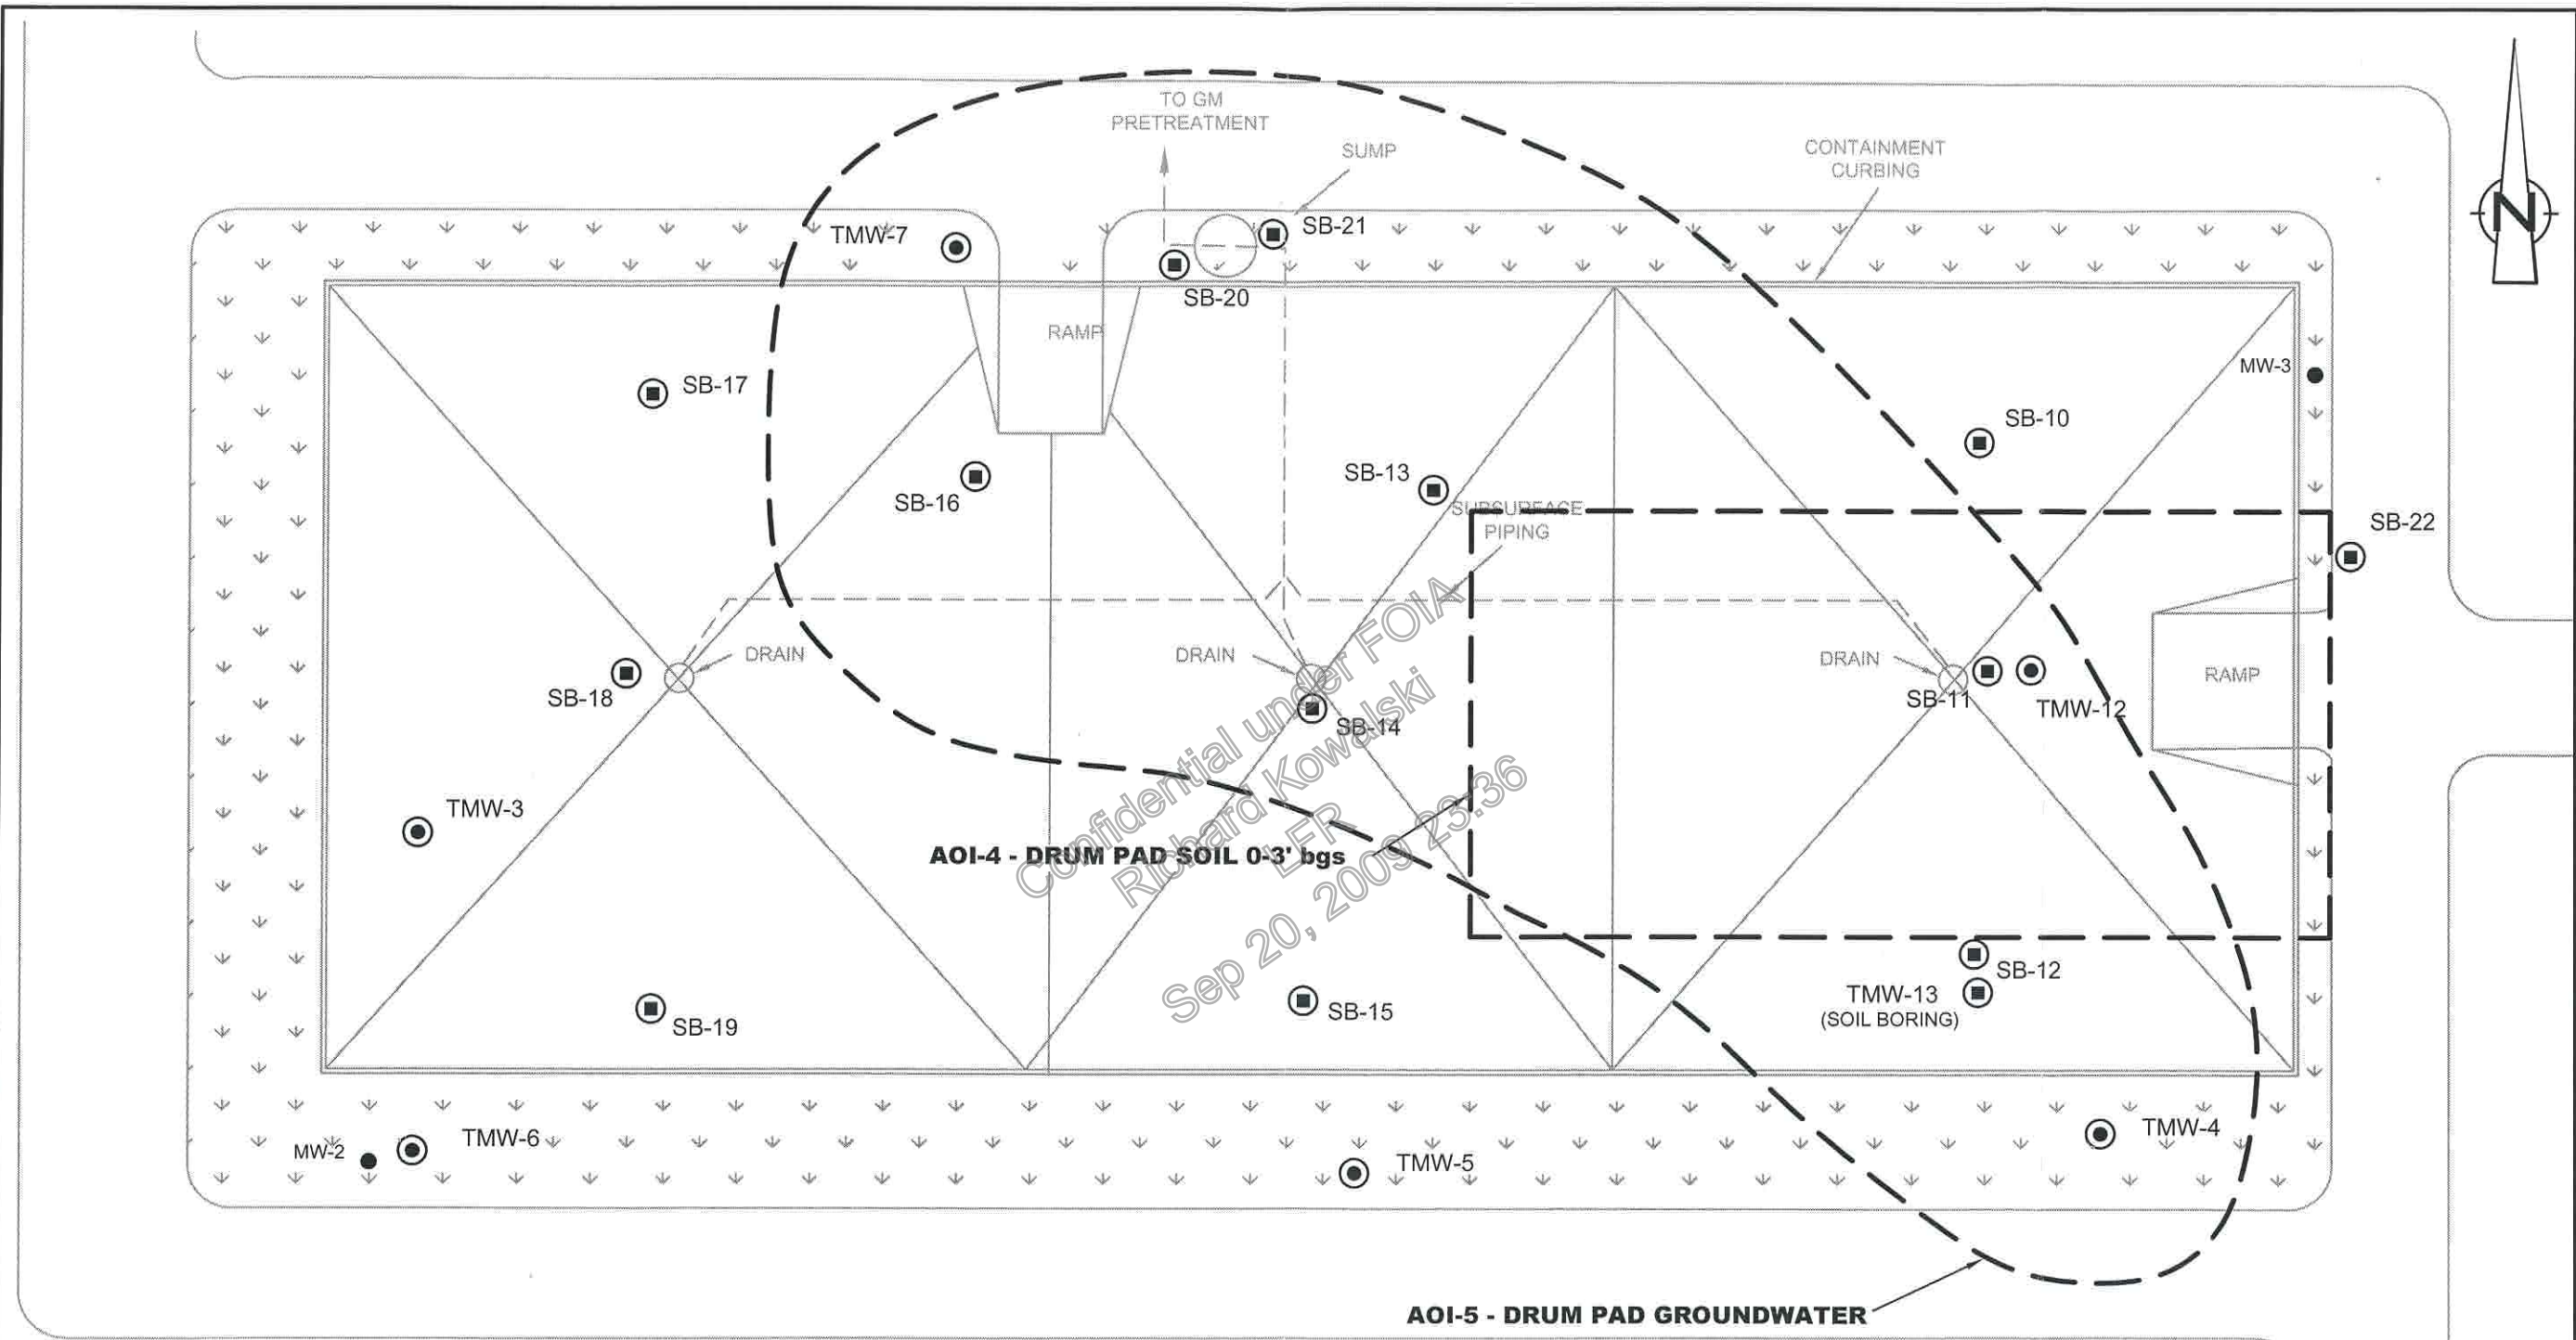 TO GM
PRETREATMENT
SUMP
CONTAINMENT
CURBING
N
TMW-7
SB-21
SB-20
RAMP
MW-3
SB-17
SB-10
SB-16
SB-13
SUBSURFACE
PIPING
SB-22
DRAIN
DRAIN
DRAIN
RAMP
SB-18
SB-14
SB-11
TMW-12
TMW-3
AOI-4 - DRUM PAD SOIL 0-3' bgs
Confidential under FOIA
Richard Kowalski
LFR
Sep 20, 2009 23:36
SB-12
TMW-13
(SOIL BORING)
SB-19
SB-15
MW-2
TMW-6
TMW-5
TMW-4
AOI-5 - DRUM PAD GROUNDWATER